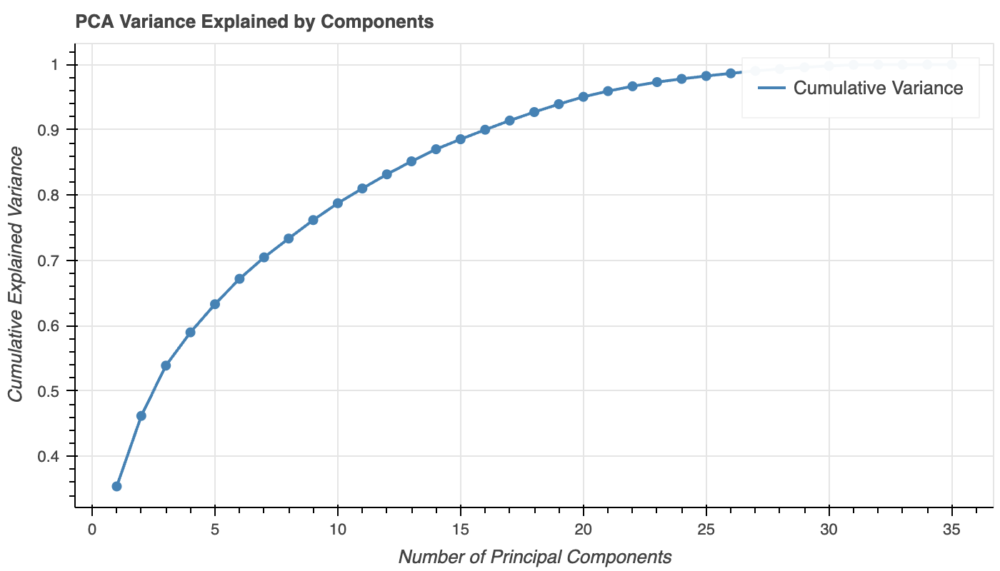 PCA Variance Explained by Components
Cumulative Explained Variance
1
0.9
0.8
0.7
0.6
0.5
0.4
Cumulative Variance
0 5 10 15 20 25 30 35
Number of Principal Components